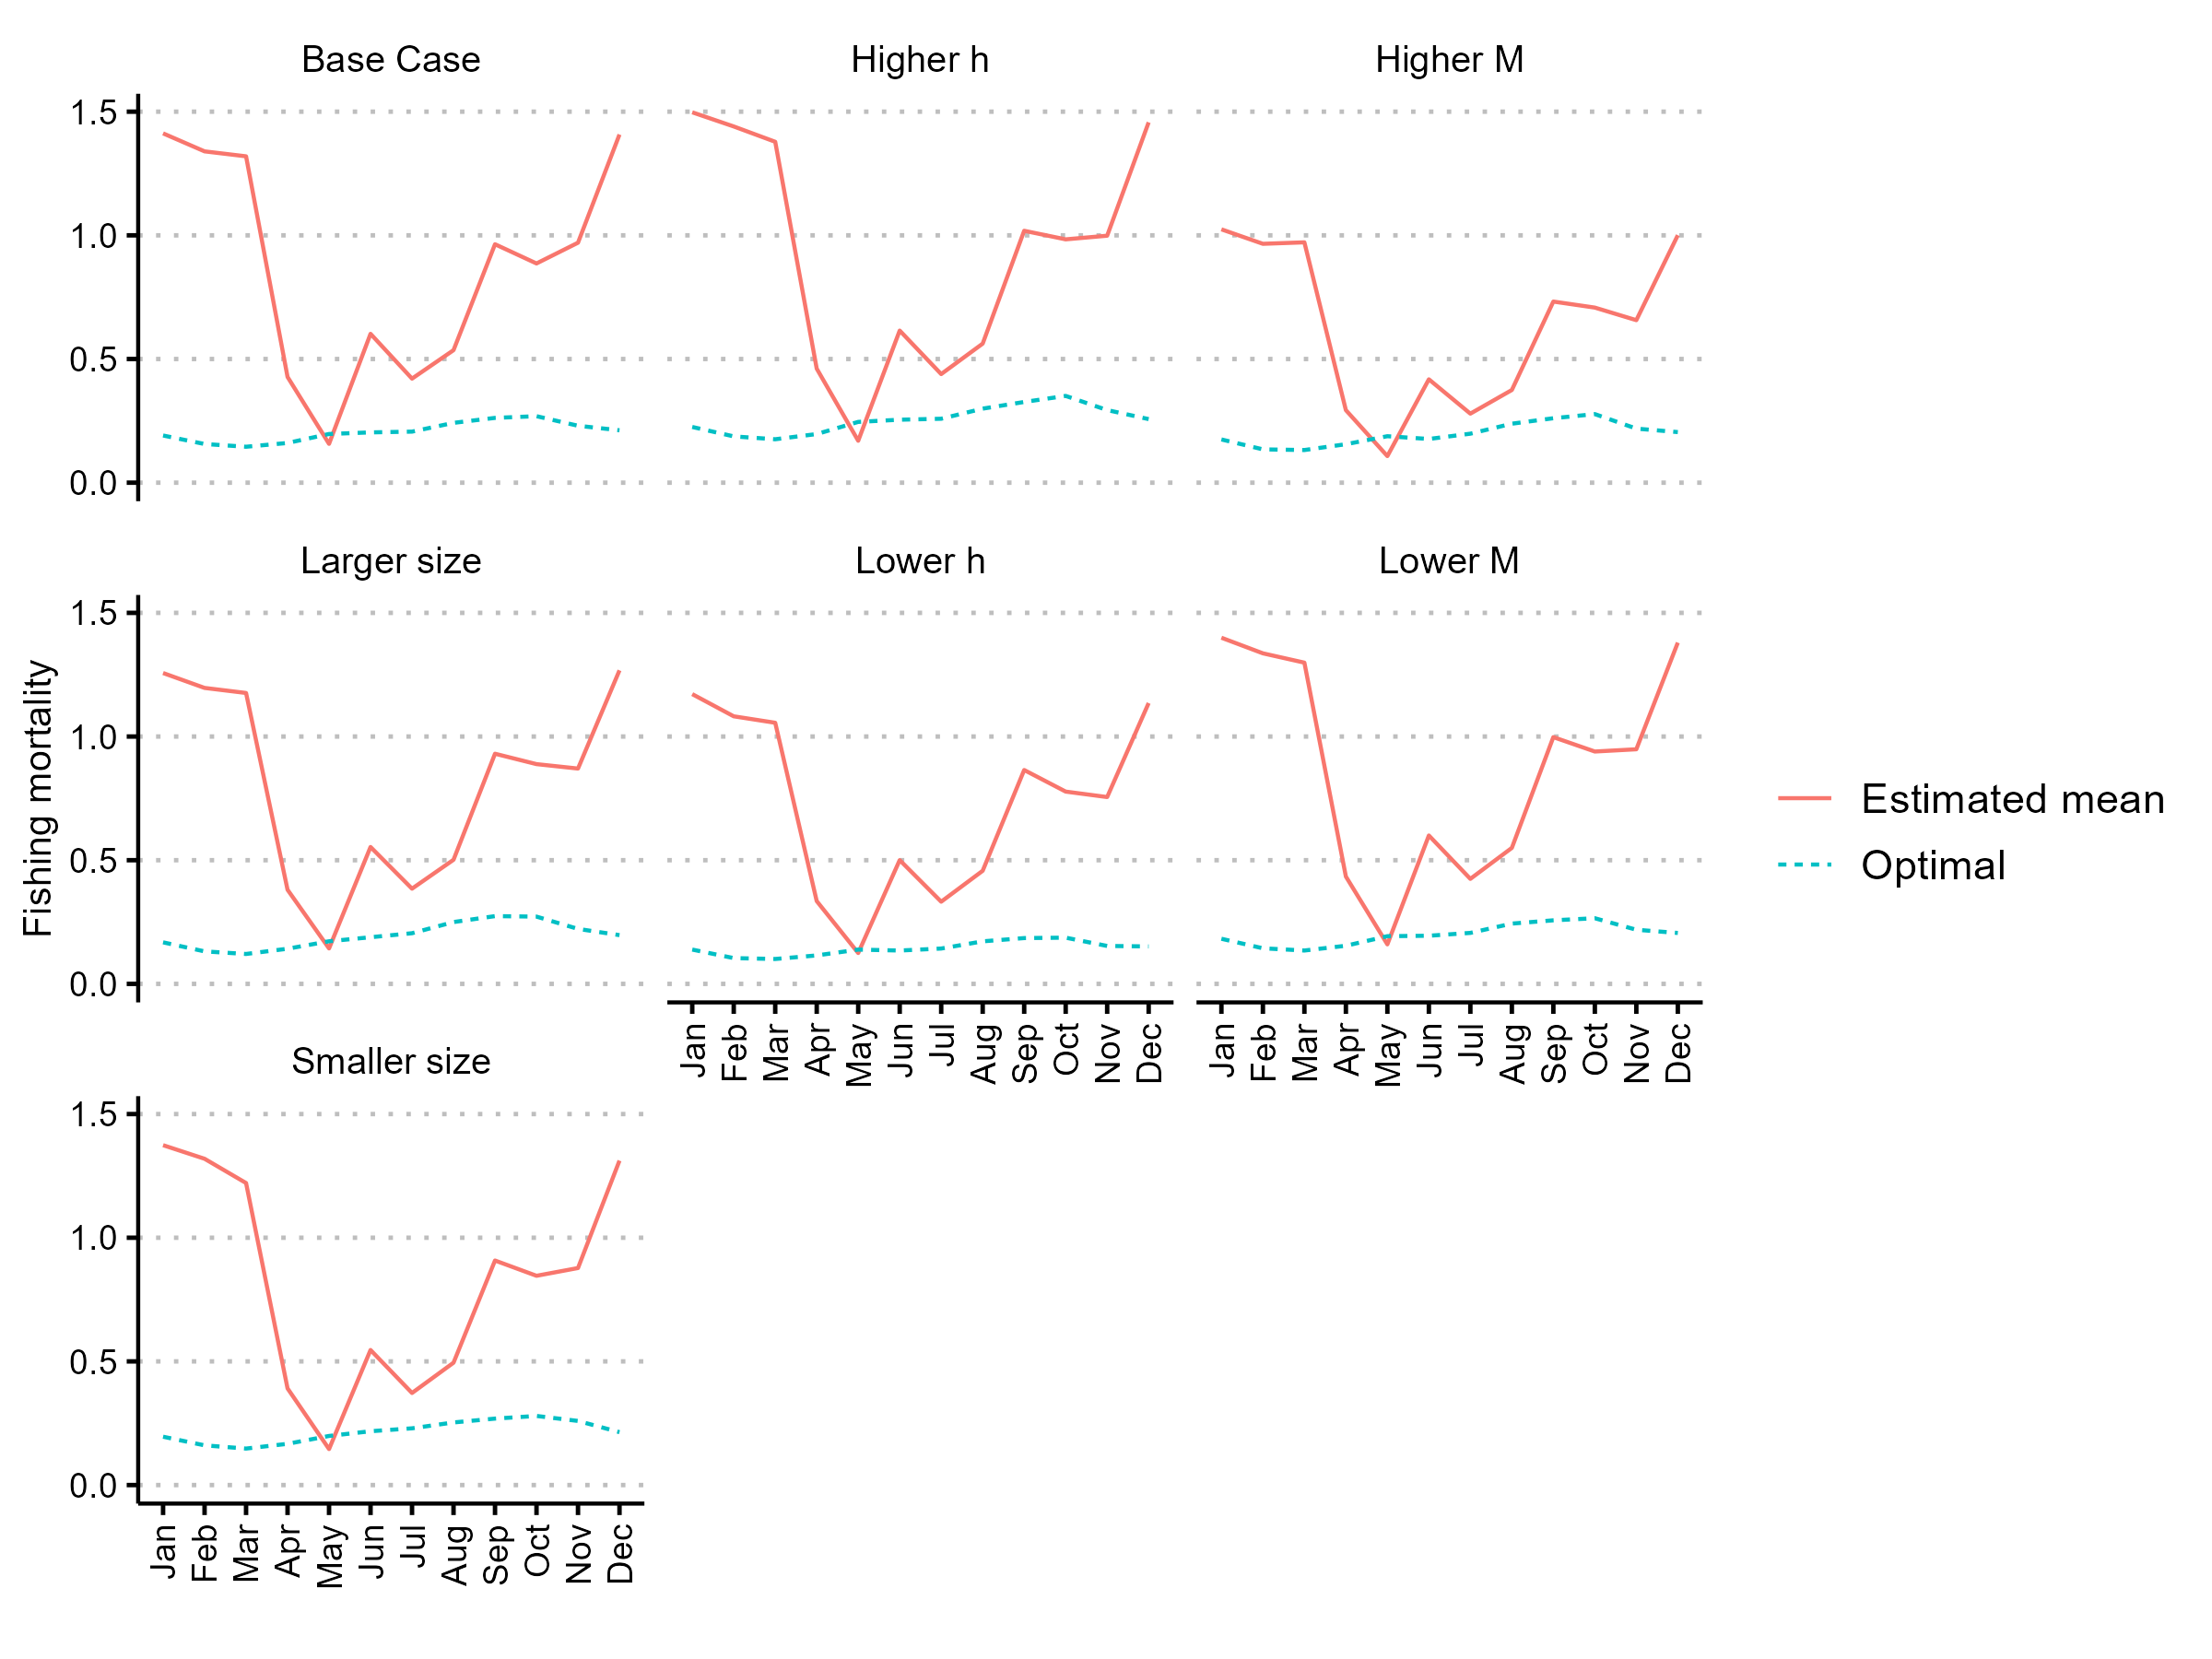 Base Case
Higher h
Higher M
1.5
1.0
0.5
0.0
Larger size
Lower h
Lower M
1.5
1.0
0.5
0.0
Fishing mortality
Estimated mean
Optimal
Jan Feb Mar Apr May Jun Jul Aug Sep Oct Nov Dec
Jan Feb Mar Apr May Jun Jul Aug Sep Oct Nov Dec
Smaller size
1.5
1.0
0.5
0.0
Jan Feb Mar Apr May Jun Jul Aug Sep Oct Nov Dec